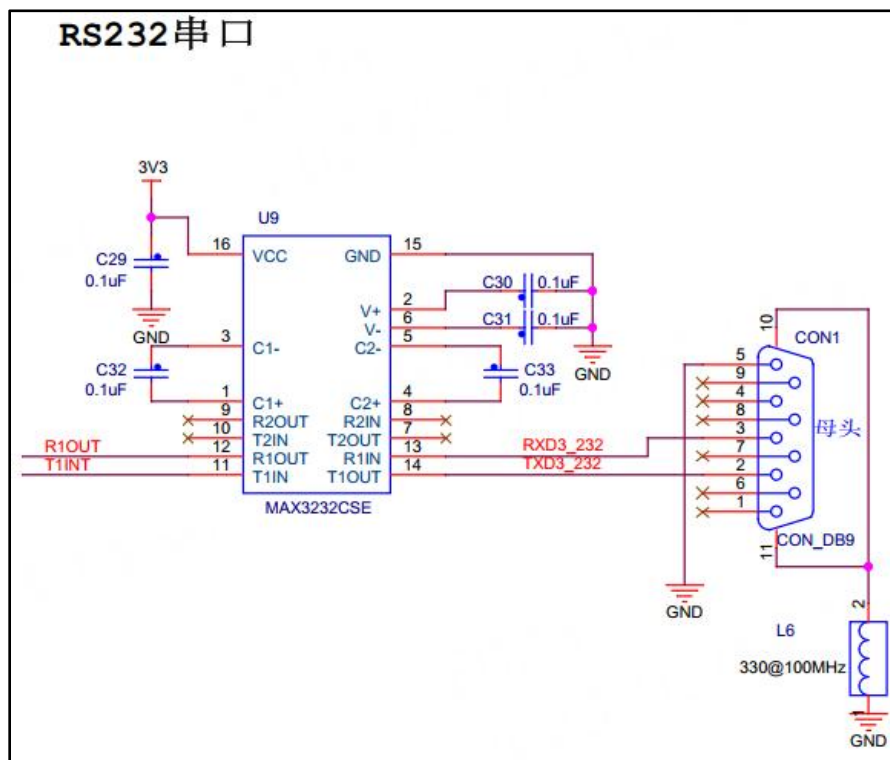 RS232串口
3V3
U9
16 VCC GND 15
C29
0.1uF
GND
C30 0.1uF
V+ 2
V- 6
C31 0.1uF
3 C1- C2- 5
GND
C32
0.1uF
C33
0.1uF
1 C1+ C2+ 4
9 R2OUT R2IN 8
10 T2IN T2OUT 7
R1OUT 12 R1OUT R1IN 13 RXD3_232
T1INT 11 T1IN T1OUT 14 TXD3_232
MAX3232CSE
10
CON1
5
9
4
8
3
母头
7
2
6
1
CON_DB9
11
GND
2
L6
330@100MHz
1
GND